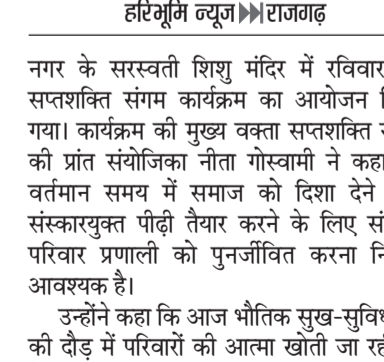 हरिभूमि न्यूज राजगढ़
नगर के सरस्वती शिशु मंदिर में रविवार
सप्तशक्ति संगम कार्यक्रम का आयोजन
गया। कार्यक्रम की मुख्य वक्ता सप्तशक्ति
की प्रांत संयोजिका नीता गोस्वामी ने कहा
वर्तमान समय में समाज को दिशा देने
संस्कारयुक्त पीढ़ी तैयार करने के लिए सं
परिवार प्रणाली को पुनर्जीवित करना
आवश्यक है।
उन्होंने कहा कि आज भौतिक सुख-सुविध
की दौड़ में परिवारों की आत्मा खोती जा रही